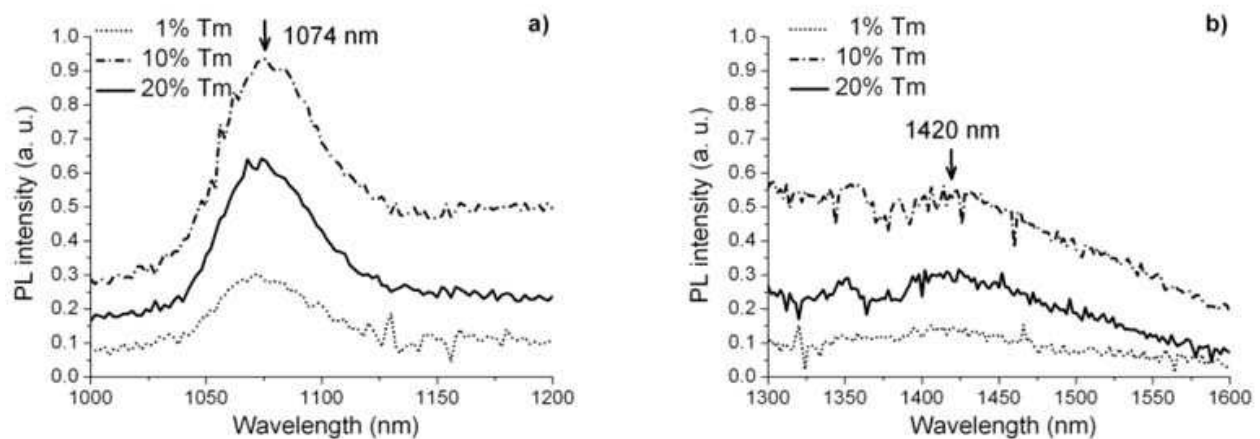 1% Tm
10% Tm
20% Tm
a)
1074 nm
PL intensity (a. u.)
1.0
0.9
0.8
0.7
0.6
0.5
0.4
0.3
0.2
0.1
0.0
1000 1050 1100 1150 1200
Wavelength (nm)
1% Tm
10% Tm
20% Tm
b)
1420 nm
PL intensity (a. u.)
1.0
0.9
0.8
0.7
0.6
0.5
0.4
0.3
0.2
0.1
0.0
1300 1350 1400 1450 1500 1550 1600
Wavelength (nm)